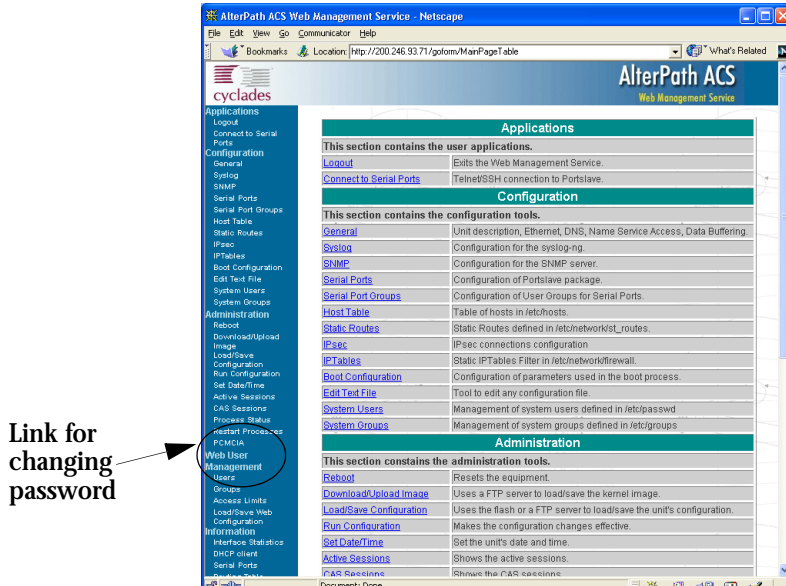 AlterPath ACS Web Management Service - Netscape
File Edit View Go Communicator Help
Bookmarks Location: http://200.246.93.71/goform/MainPageTable What's Related
cyclades
AlterPath ACS
Web Management Service
Applications
Logout
Connect to Serial
Ports
Configuration
General
Syslog
SNMP
Serial Ports
Serial Port Groups
Host Table
Static Routes
IPsec
IPTables
Boot Configuration
Edit Text File
System Users
System Groups
Administration
Reboot
Download/Upload
Image
Load/Save
Configuration
Run Configuration
Set Date/Time
Active Sessions
CAS Sessions
Process Status
Restart Processes
PCMCIA
Web User
Management
Users
Groups
Access Limits
Load/Save Web
Configuration
Information
Interface Statistics
DHCP client
Serial Ports
Link for
changing
password
Applications
This section contains the user applications.
Logout Exits the Web Management Service.
Connect to Serial Ports Telnet/SSH connection to Portslave.
Configuration
This section contains the configuration tools.
General Unit description, Ethernet, DNS, Name Service Access, Data Buffering.
Syslog Configuration for the syslog-ng.
SNMP Configuration for the SNMP server.
Serial Ports Configuration of Portslave package.
Serial Port Groups Configuration of User Groups for Serial Ports.
Host Table Table of hosts in /etc/hosts.
Static Routes Static Routes defined in /etc/network/st_routes.
IPsec IPsec connections configuration
IPTables Static IPTables Filter in /etc/network/firewall.
Boot Configuration Configuration of parameters used in the boot process.
Edit Text File Tool to edit any configuration file.
System Users Management of system users defined in /etc/passwd
System Groups Management of system groups defined in /etc/groups
Administration
This section constains the administration tools.
Reboot Resets the equipment.
Download/Upload Image Uses a FTP server to load/save the kernel image.
Load/Save Configuration Uses the flash or a FTP server to load/save the unit's configuration.
Run Configuration Makes the configuration changes effective.
Set Date/Time Set the unit's date and time.
Active Sessions Shows the active sessions.
CAS Sessions Shows the CAS sessions.
Document: Done